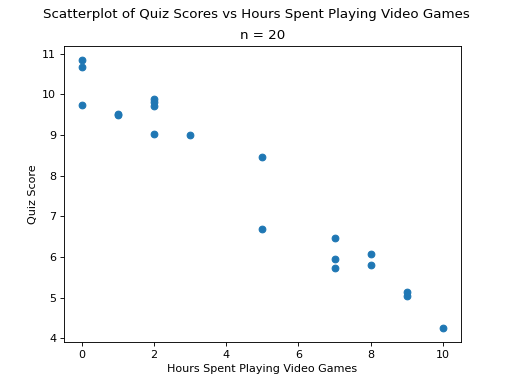 Scatterplot of Quiz Scores vs Hours Spent Playing Video Games
n = 20
11
10
9
8
7
6
5
4
Quiz Score
0 2 4 6 8 10
Hours Spent Playing Video Games